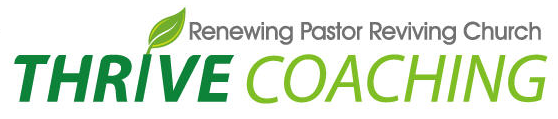 Renewing Pastor Reviving Church
THRIVE COACHING